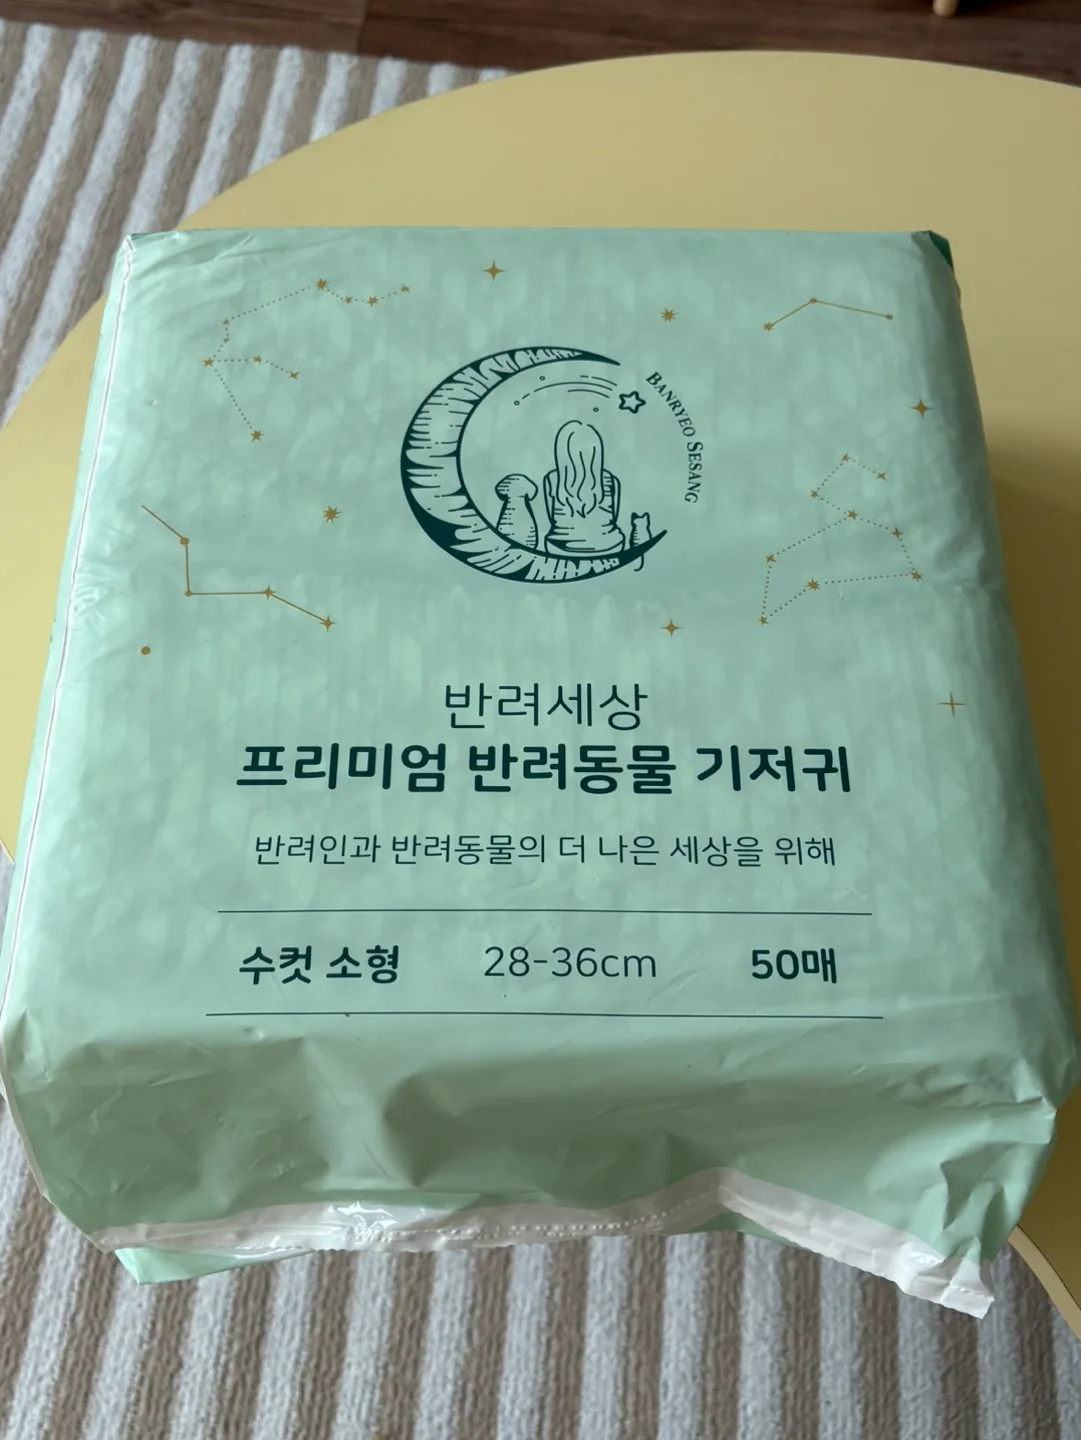 BANRYEO SESANG
반려세상
프리미엄 반려동물 기저귀
반려인과 반려동물의 더 나은 세상을 위해
수컷 소형 28-36cm 50매